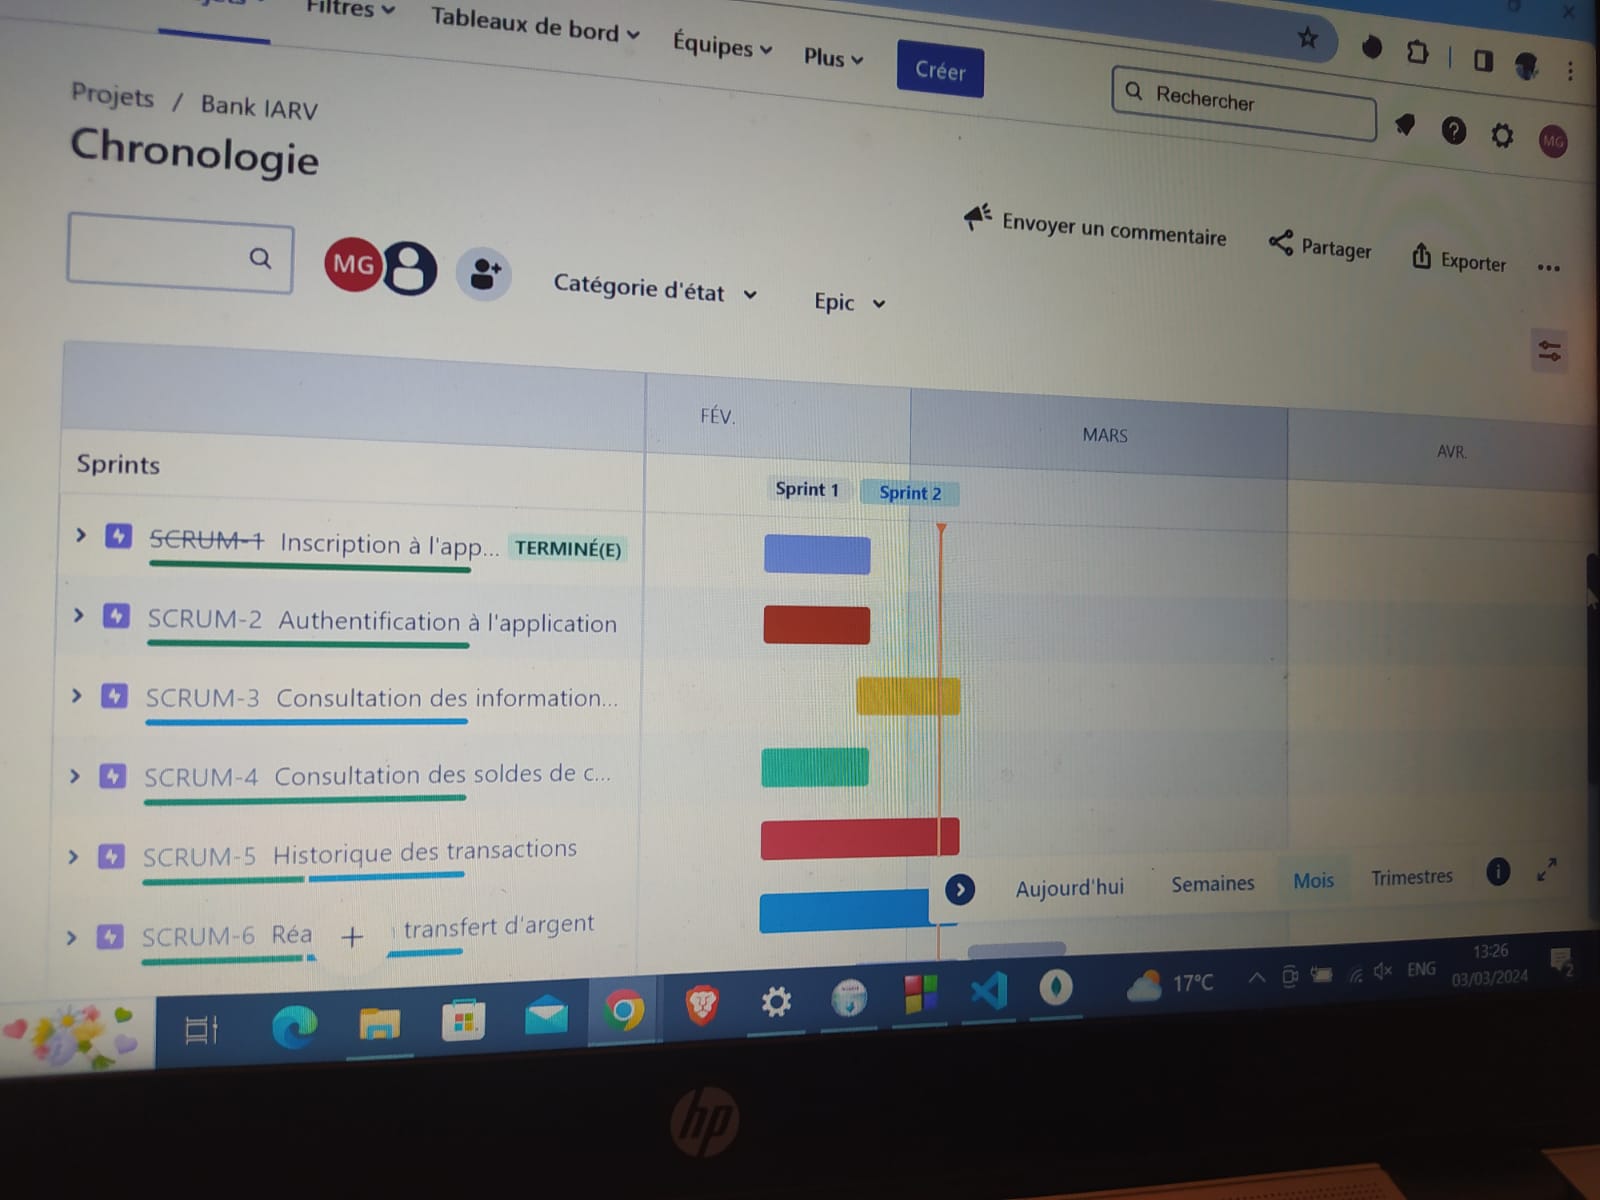 Filtres
Tableaux de bord
Équipes
Plus
Créer
Rechercher
MG
Projets / Bank IARV
Chronologie
Envoyer un commentaire
Partager
Exporter
MG
Catégorie d'état
Epic
FÉV.
MARS
AVR.
Sprints
Sprint 1
Sprint 2
SCRUM-1 Inscription à l'app... TERMINÉ(E)
SCRUM-2 Authentification à l'application
SCRUM-3 Consultation des information...
SCRUM-4 Consultation des soldes de c...
SCRUM-5 Historique des transactions
Aujourd'hui
Semaines
Mois
Trimestres
SCRUM-6 Réa
transfert d'argent
17°C
ENG
13:26
03/03/2024
2
hp